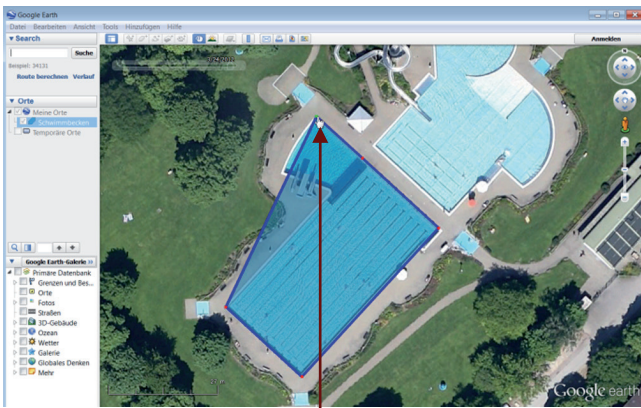 Google Earth
Datei Bearbeiten Ansicht Tools Hinzufügen Hilfe
Search
Anmelden
Suche
Beispiel: 34131
Route berechnen Verlauf
Orte
Meine Orte
Schwimmbecken
Temporäre Orte
Google Earth-Galerie
Primäre Datenbank
Grenzen und Bes...
Orte
Fotos
Straßen
3D-Gebäude
Ozean
Wetter
Galerie
Globales Denken
Mehr
Google earth